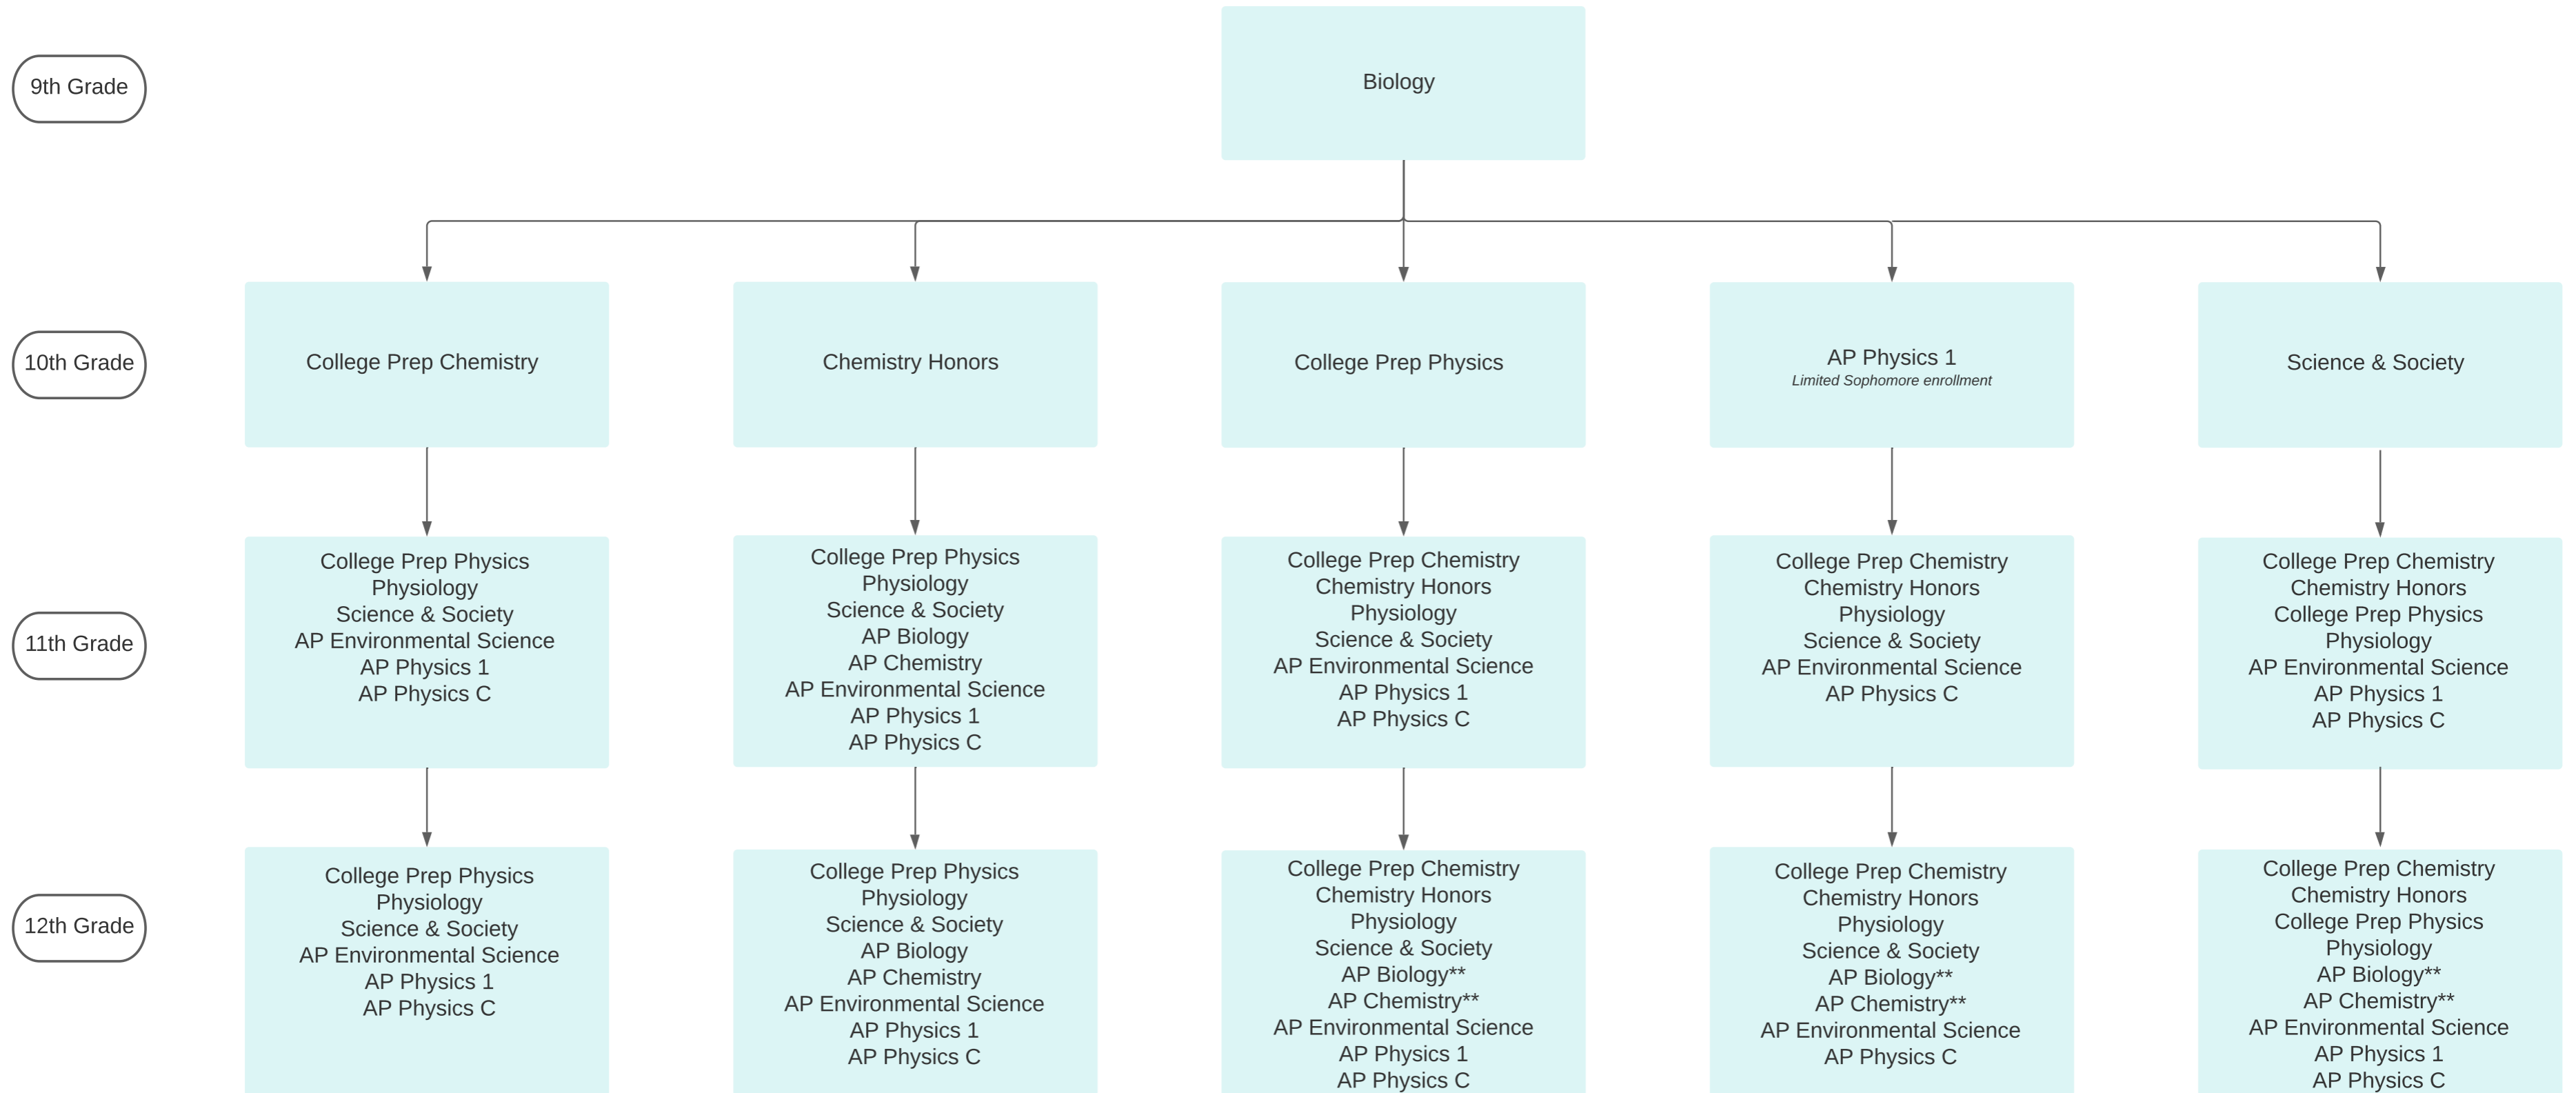 9th Grade
Biology
10th Grade
College Prep Chemistry
Chemistry Honors
College Prep Physics
AP Physics 1
Limited Sophomore enrollment
Science & Society
11th Grade
College Prep Physics
Physiology
Science & Society
AP Environmental Science
AP Physics 1
AP Physics C
College Prep Physics
Physiology
Science & Society
AP Biology
AP Chemistry
AP Environmental Science
AP Physics 1
AP Physics C
College Prep Chemistry
Chemistry Honors
Physiology
Science & Society
AP Environmental Science
AP Physics 1
AP Physics C
College Prep Chemistry
Chemistry Honors
Physiology
Science & Society
AP Environmental Science
AP Physics C
College Prep Chemistry
Chemistry Honors
College Prep Physics
Physiology
AP Environmental Science
AP Physics 1
AP Physics C
12th Grade
College Prep Physics
Physiology
Science & Society
AP Environmental Science
AP Physics 1
AP Physics C
College Prep Physics
Physiology
Science & Society
AP Biology
AP Chemistry
AP Environmental Science
AP Physics 1
AP Physics C
College Prep Chemistry
Chemistry Honors
Physiology
Science & Society
AP Biology**
AP Chemistry**
AP Environmental Science
AP Physics 1
AP Physics C
College Prep Chemistry
Chemistry Honors
Physiology
Science & Society
AP Biology**
AP Chemistry**
AP Environmental Science
AP Physics C
College Prep Chemistry
Chemistry Honors
College Prep Physics
Physiology
AP Biology**
AP Chemistry**
AP Environmental Science
AP Physics 1
AP Physics C